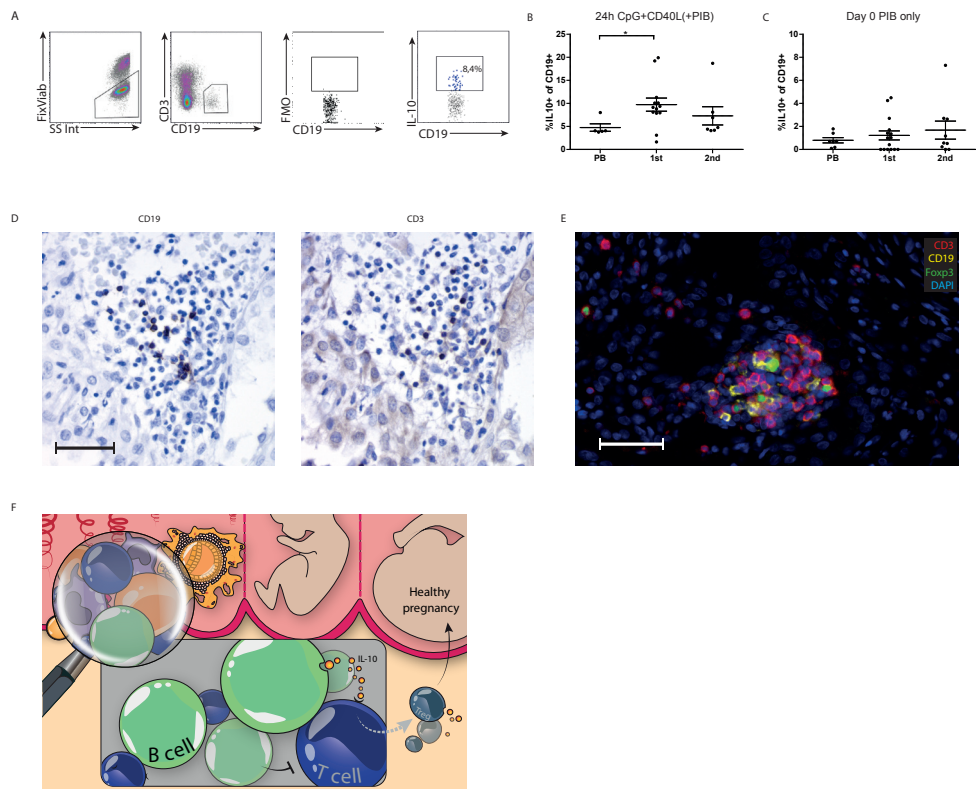 A
FixViab
SS Int
CD3
CD19
FMO
CD19
IL-10
8,4%
CD19
B
24h CpG+CD40L(+PIB)
%IL10+ of CD19+
25
20
15
10
5
0
*
PB
1st
2nd
C
Day 0 PIB only
%IL10+ of CD19+
10
8
6
4
2
0
PB
1st
2nd
D
CD19
CD3
E
CD3
CD19
Foxp3
DAPI
F
Healthy
pregnancy
IL-10
Treg
B cell
T cell